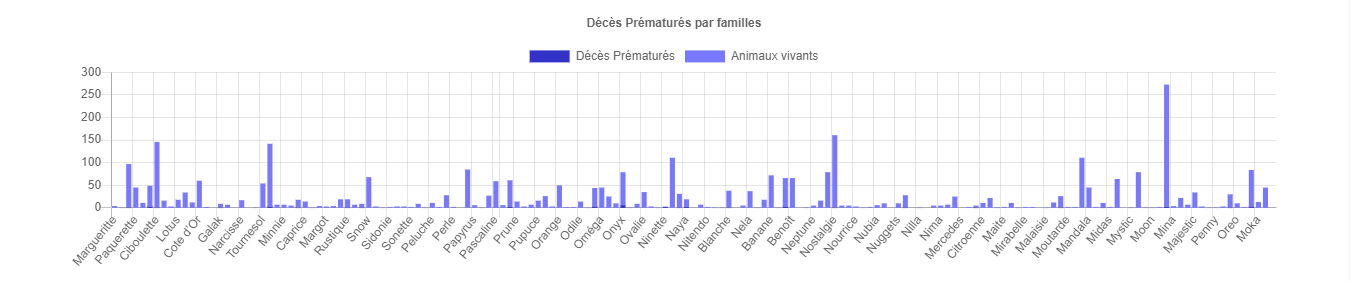 Décès Prématurés par familles
Décès Prématurés Animaux vivants
300
250
200
150
100
50
0
Margueritte
Paquerette
Ciboulette
Lotus
Cote d'Or
Galak
Narcisse
Tournesol
Minnie
Caprice
Margot
Rustique
Snow
Sidonie
Sonette
Peluche
Perle
Papyrus
Pascaline
Prune
Pupuce
Orange
Odile
Oméga
Onyx
Ovalie
Ninette
Naya
Nitendo
Blanche
Nela
Banane
Benoît
Neptune
Nostalgie
Nourrice
Nubia
Nuggets
Nilla
Nima
Mercedes
Citroenne
Maite
Mirabelle
Malaisie
Moutarde
Mandala
Midas
Mystic
Moon
Mina
Majestic
Penny
Oreo
Moka